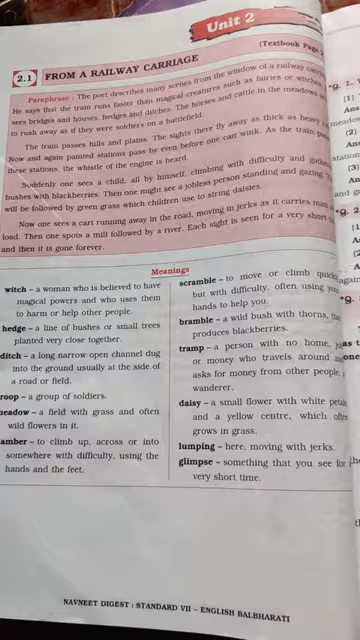 Unit 2
(Textbook Page
2.1 FROM A RAILWAY CARRIAGE
Paraphrase : The poet describes many scenes from the window of a railway
He says that the train runs faster than magical creatures such as fairies or witches
sees bridges and houses, hedges and ditches. The horses and cattle in the meadows
to rush away as if they were soldiers on a battlefield.
The train passes hills and plains. The sights there fly away as thick as heavy
Now and again painted stations pass by even before one can wink. As the train
these stations, the whistle of the engine is heard.
Suddenly one sees a child, all by himself, climbing with difficulty and
bushes with blackberries. Then one might see a jobless person standing and gazing.
will be followed by green grass which children use to string daisies.
Now one sees a cart running away in the road, moving in jerks as it carries man
load. Then one spots a mill followed by a river. Each sight is seen for a very short
and then it is gone forever.
Meanings
witch – a woman who is believed to have
magical powers and who uses them
to harm or help other people.
hedge – a line of bushes or small trees
planted very close together.
ditch – a long narrow open channel dug
into the ground usually at the side of
a road or field.
roop – a group of soldiers.
meadow – a field with grass and often
wild flowers in it.
amber – to climb up, across or into
somewhere with difficulty, using the
hands and the feet.
scramble – to move or climb quickly
but with difficulty, often using your
hands to help you.
bramble – a wild bush with thorns, tha
produces blackberries.
tramp – a person with no home,
or money who travels around
asks for money from other people,
wanderer.
daisy – a small flower with white petals
and a yellow centre, which often
grows in grass.
lumping – here, moving with jerks.
glimpse – something that you see for
very short time.
NAVNEET DIGEST : STANDARD VII – ENGLISH BALBHARATI